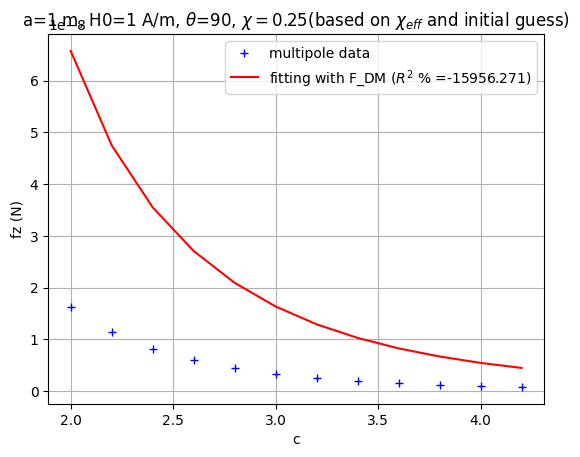 a=1 m, H0=1 A/m, θ=90, χ = 0.25(based on χ_eff and initial guess)
1e−8
multipole data
fitting with F_DM (R² % =-15956.271)
fz (N)
6
5
4
3
2
1
0
2.0 2.5 3.0 3.5 4.0
c